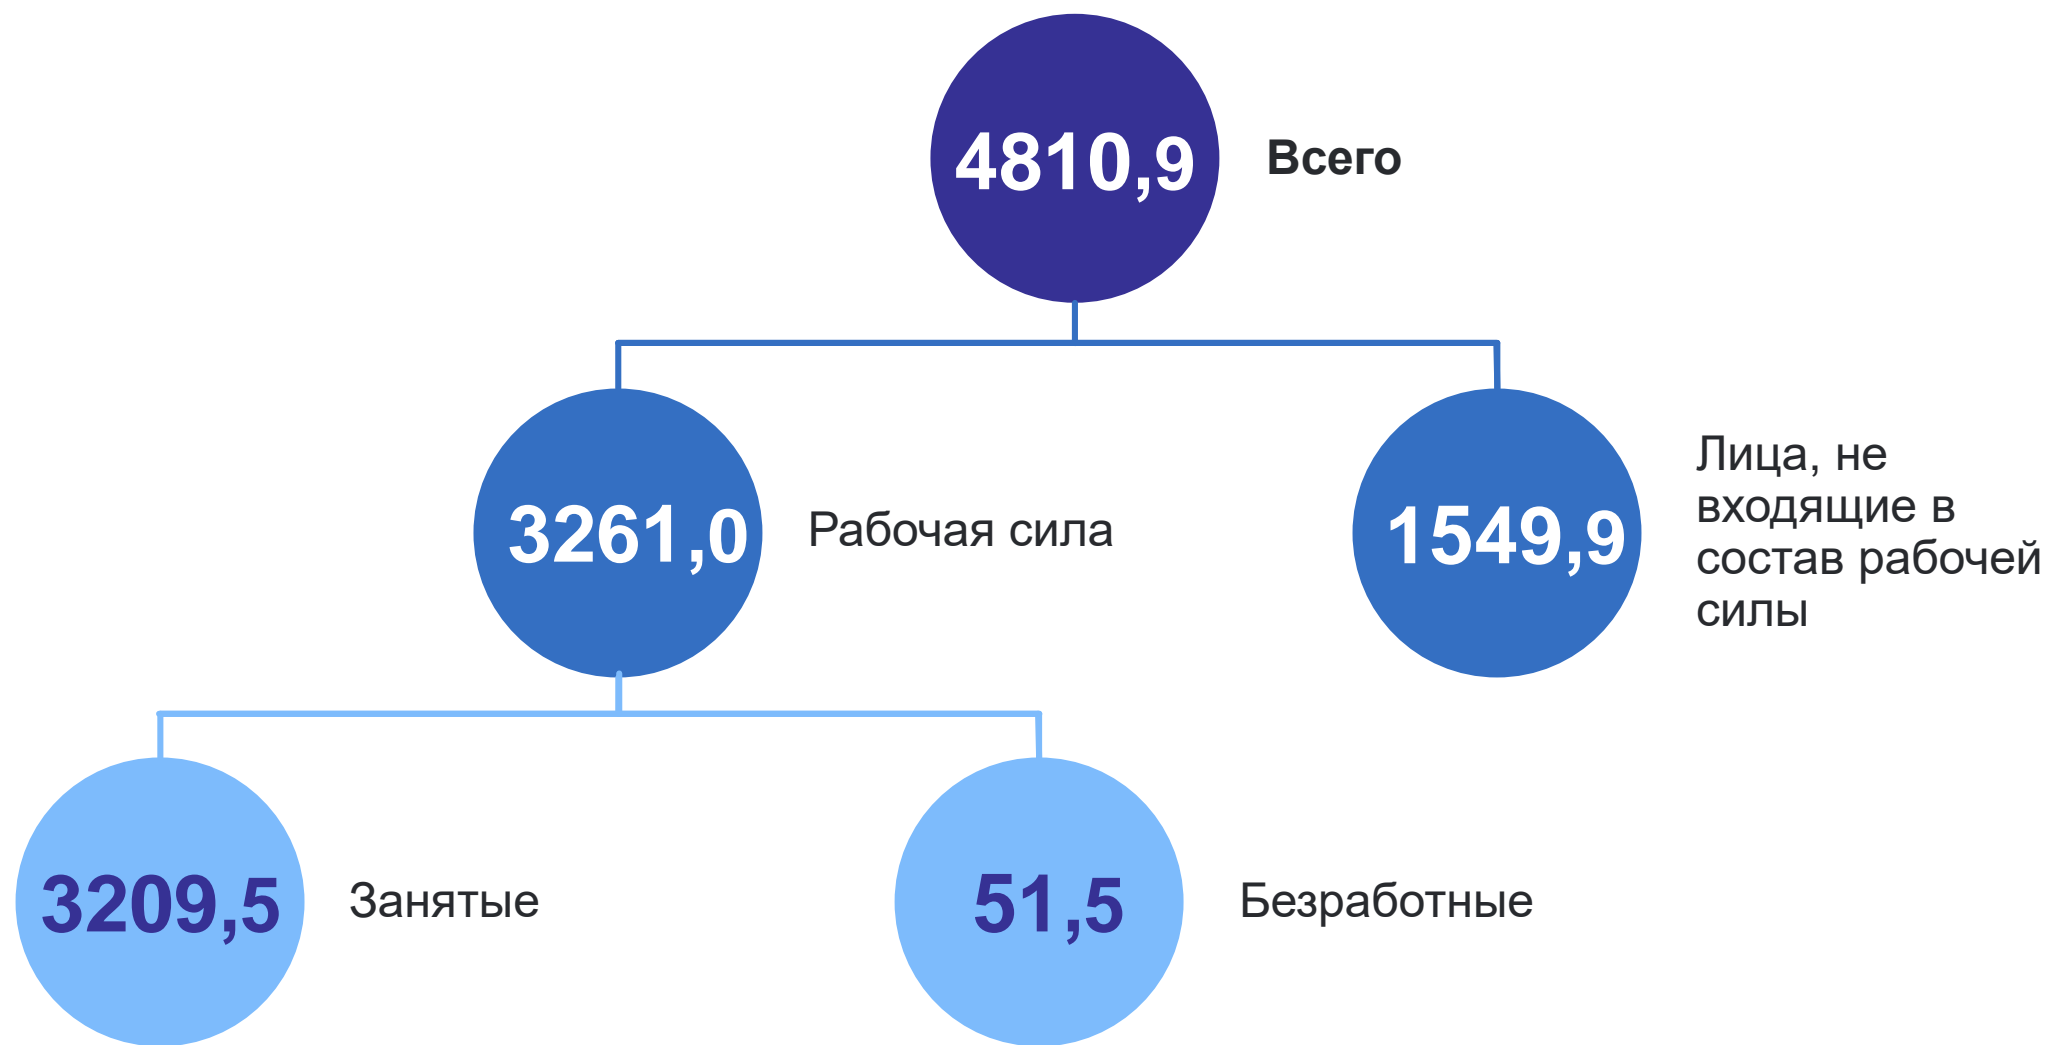 4810,9
Всего
3261,0
Рабочая сила
1549,9
Лица, не
входящие в
состав рабочей
силы
3209,5
Занятые
51,5
Безработные